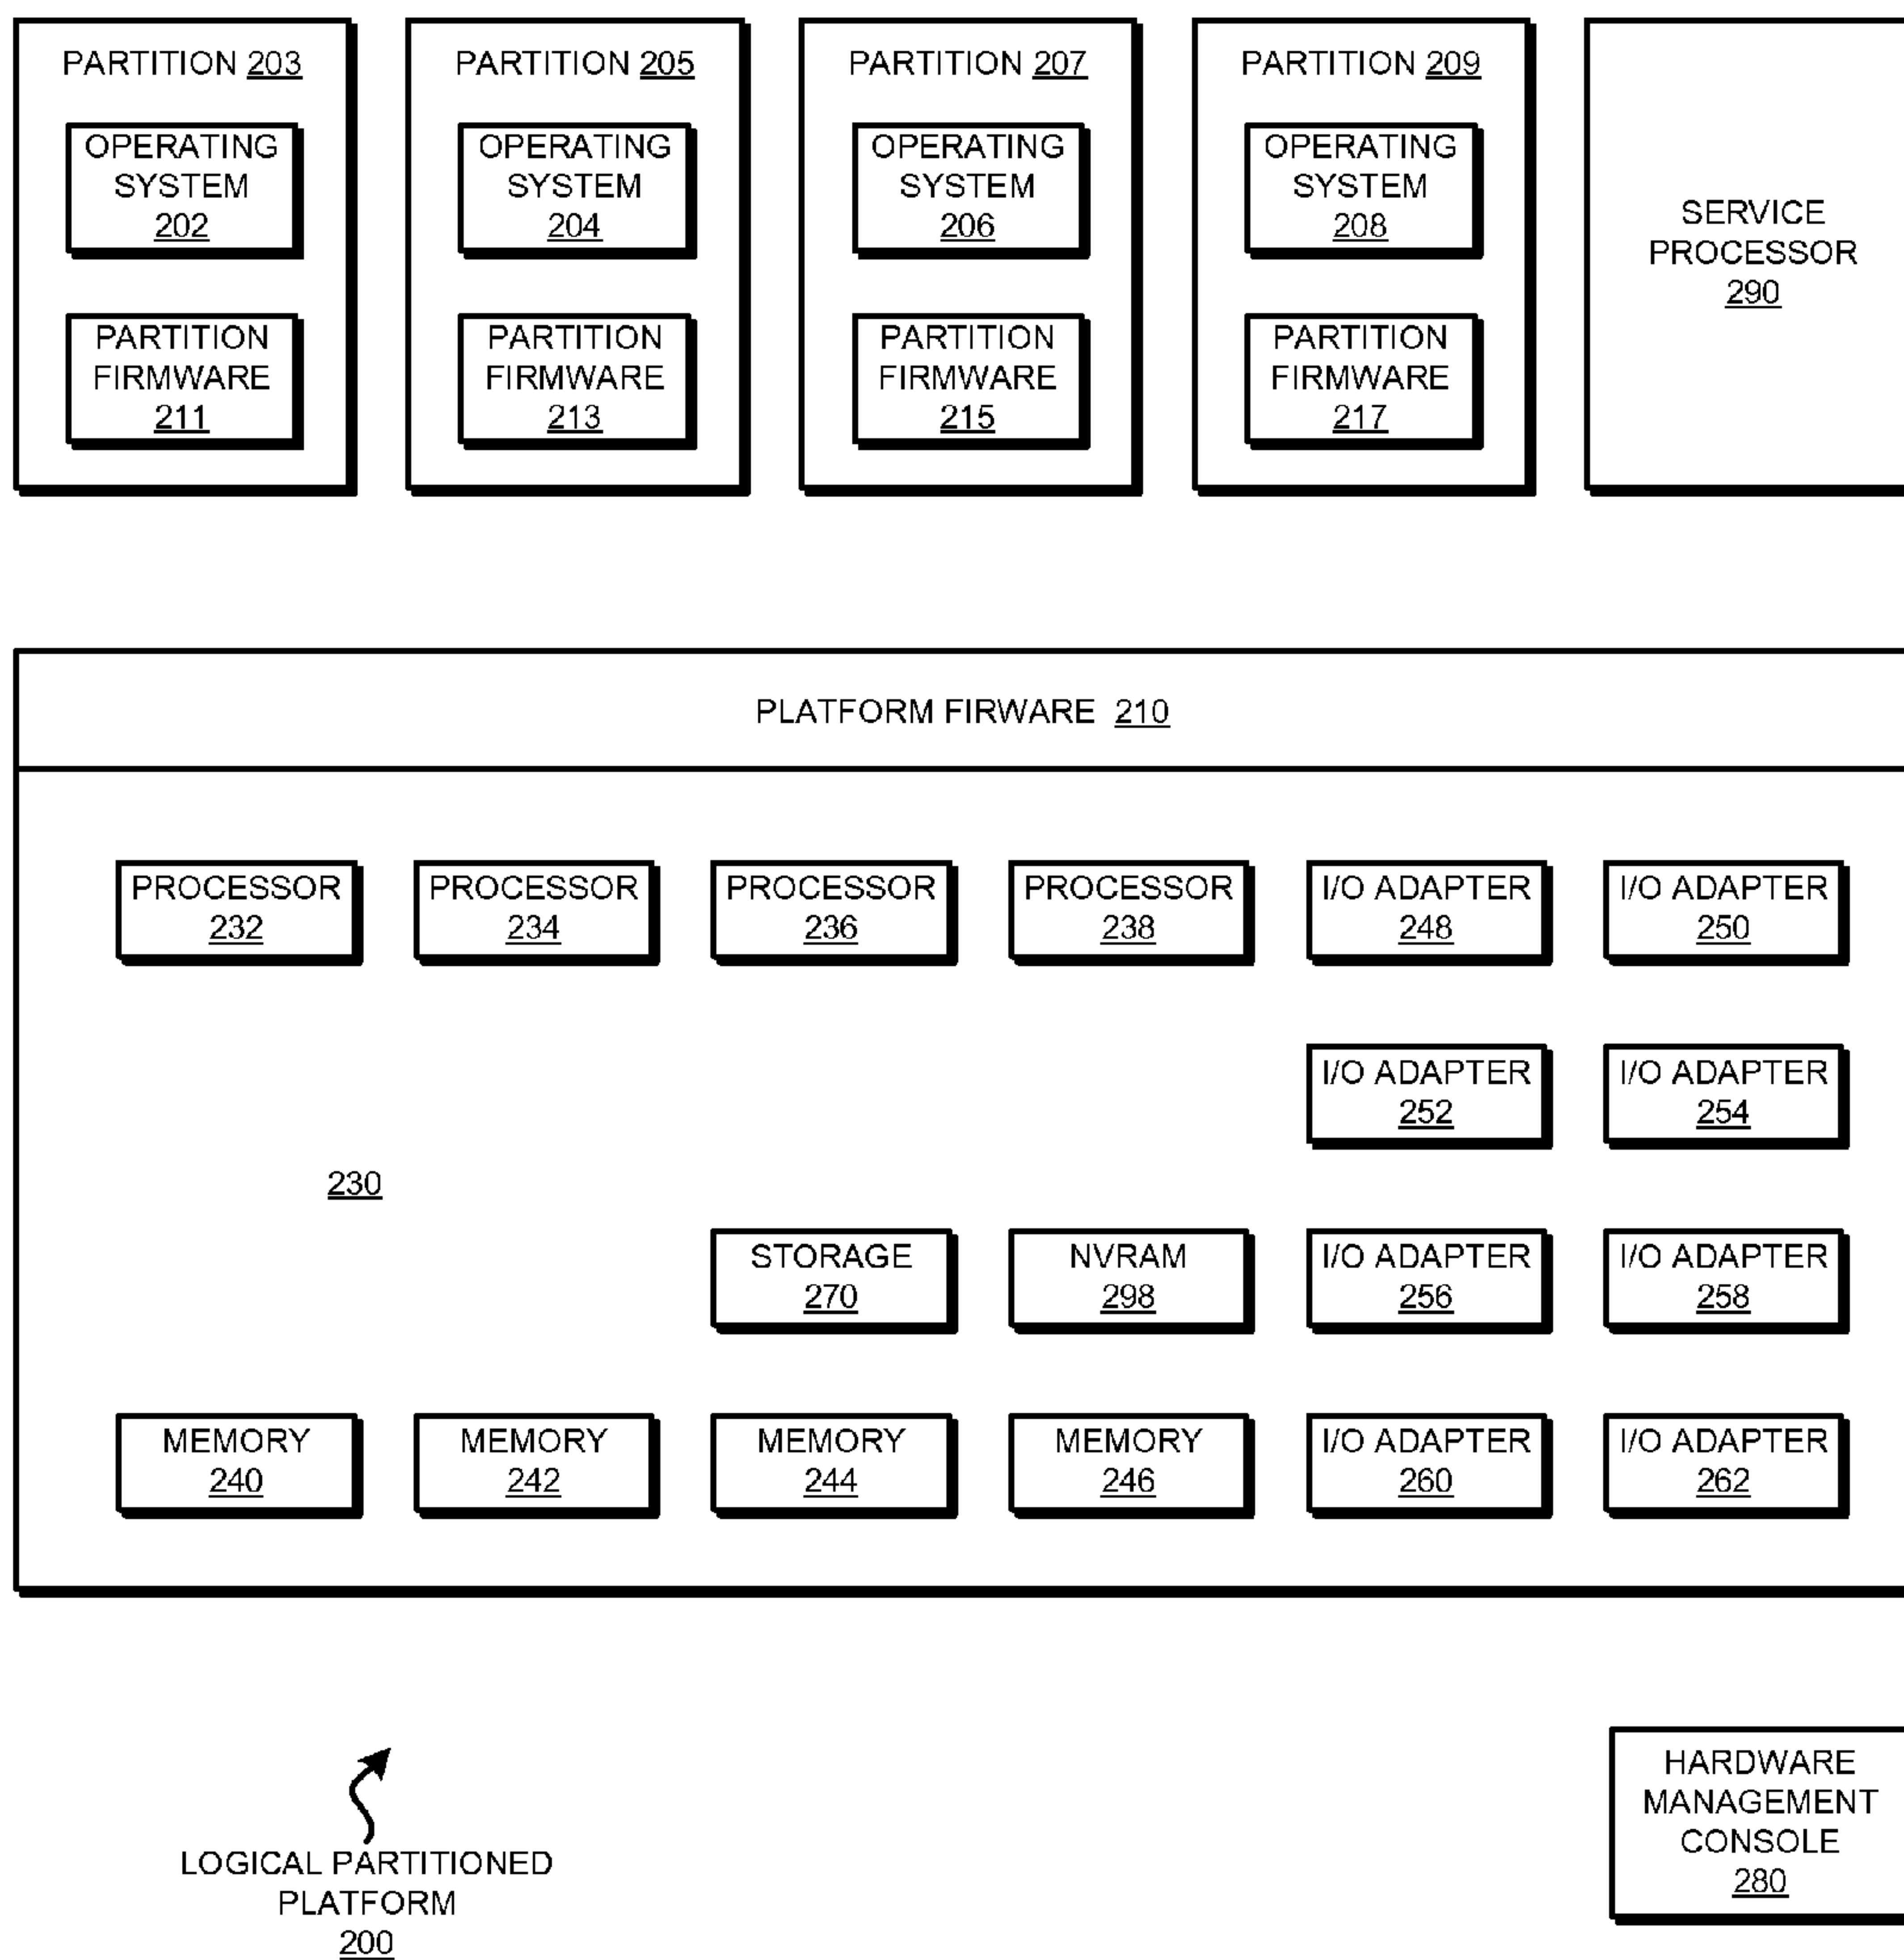 PARTITION 203
OPERATING
SYSTEM
202
PARTITION
FIRMWARE
211
PARTITION 205
OPERATING
SYSTEM
204
PARTITION
FIRMWARE
213
PARTITION 207
OPERATING
SYSTEM
206
PARTITION
FIRMWARE
215
PARTITION 209
OPERATING
SYSTEM
208
PARTITION
FIRMWARE
217
SERVICE
PROCESSOR
290
PLATFORM FIRWARE 210
PROCESSOR
232
PROCESSOR
234
PROCESSOR
236
PROCESSOR
238
I/O ADAPTER
248
I/O ADAPTER
250
I/O ADAPTER
252
I/O ADAPTER
254
230
STORAGE
270
NVRAM
298
I/O ADAPTER
256
I/O ADAPTER
258
MEMORY
240
MEMORY
242
MEMORY
244
MEMORY
246
I/O ADAPTER
260
I/O ADAPTER
262
LOGICAL PARTITIONED
PLATFORM
200
HARDWARE
MANAGEMENT
CONSOLE
280